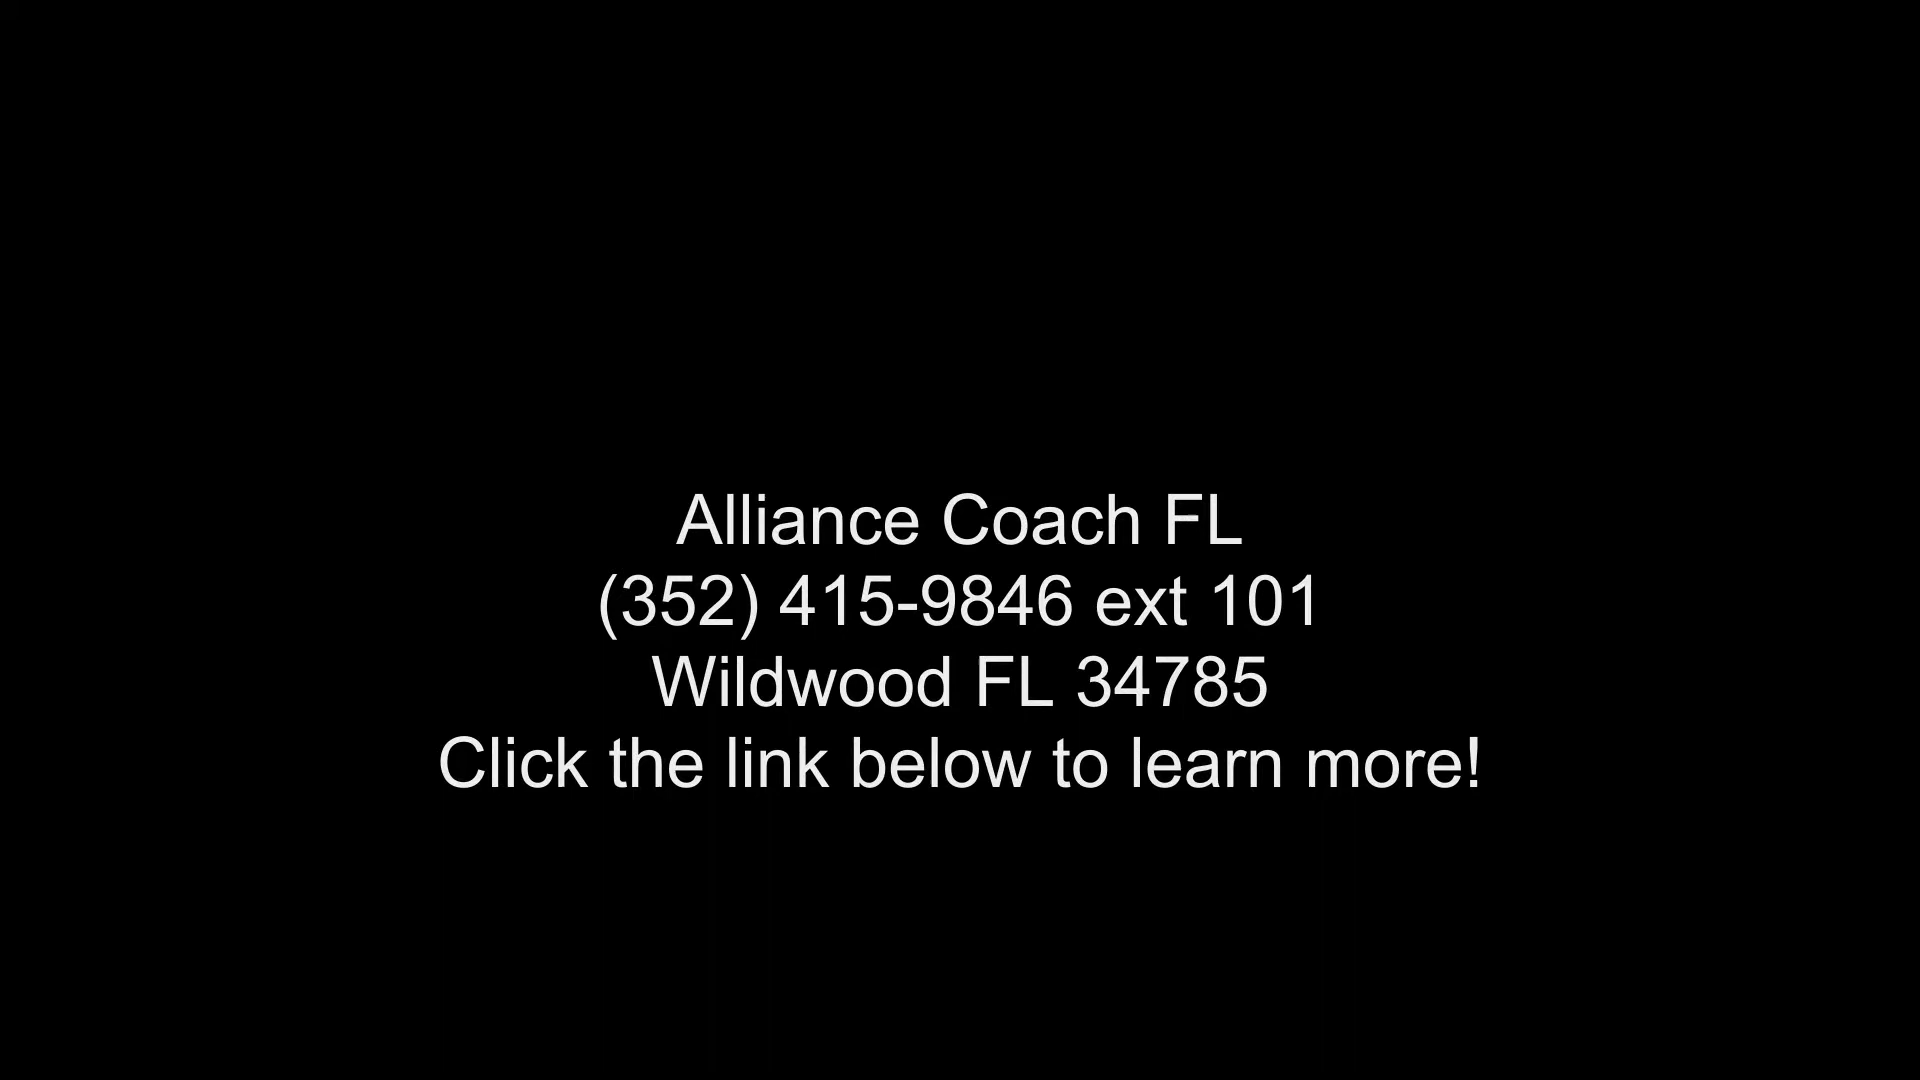 Alliance Coach FL
(352) 415-9846 ext 101
Wildwood FL 34785
Click the link below to learn more!